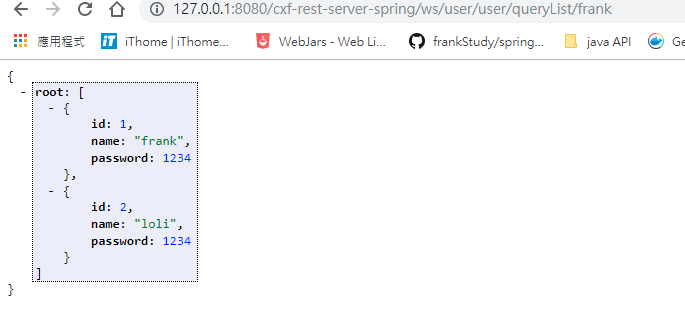 127.0.0.1:8080/cxf-rest-server-spring/ws/user/user/queryList/frank
應用程式 iT iThome | iThome... WebJars - Web Li... frankStudy/spring... java API Ge
{
- root: [
- {
id: 1,
name: "frank",
password: 1234
},
- {
id: 2,
name: "loli",
password: 1234
}
]
}